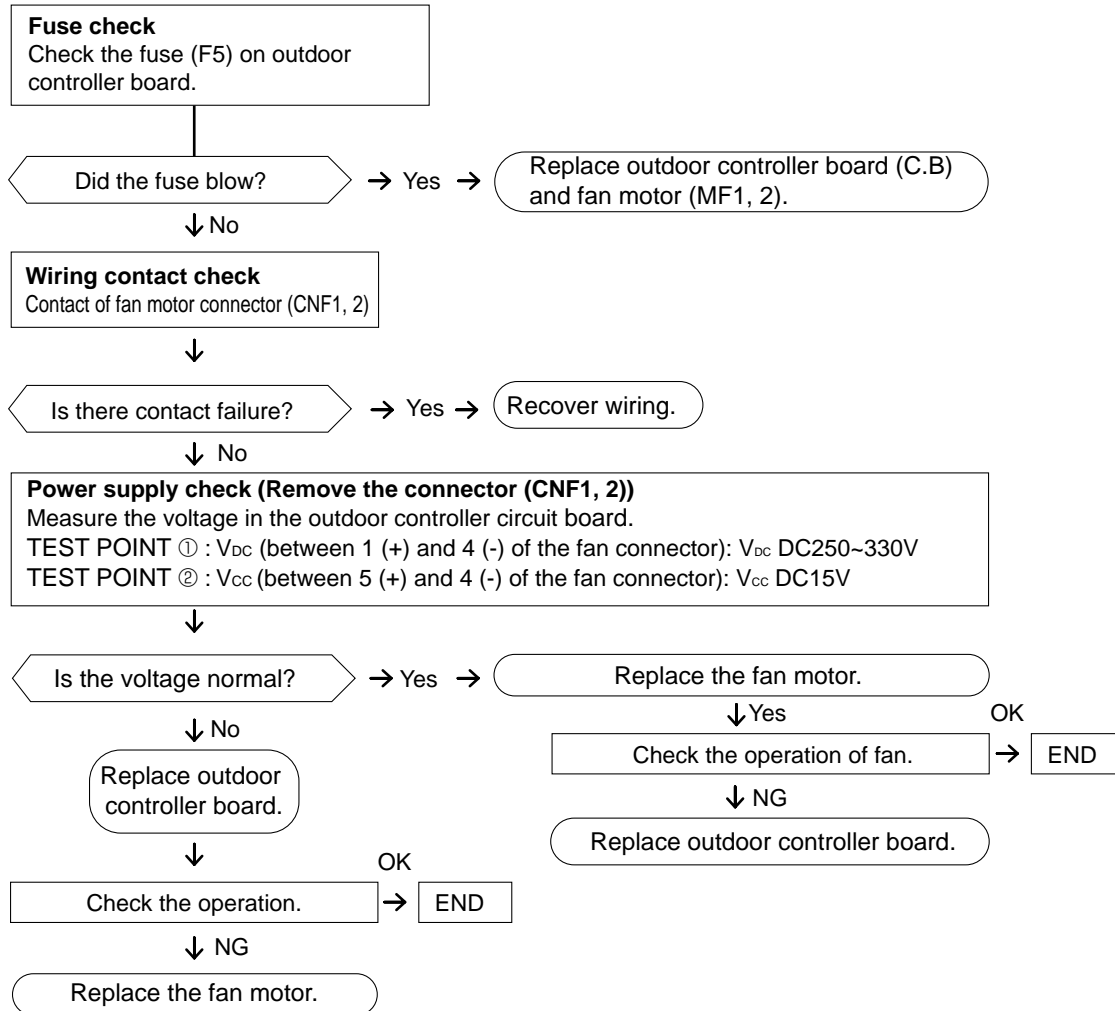 Fuse check
Check the fuse (F5) on outdoor
controller board.
Did the fuse blow?
Yes
Replace outdoor controller board (C.B)
and fan motor (MF1, 2).
No
Wiring contact check
Contact of fan motor connector (CNF1, 2)
Is there contact failure?
Yes
Recover wiring.
No
Power supply check (Remove the connector (CNF1, 2))
Measure the voltage in the outdoor controller circuit board.
TEST POINT ① : VDC (between 1 (+) and 4 (-) of the fan connector): VDC DC250~330V
TEST POINT ② : VCC (between 5 (+) and 4 (-) of the fan connector): Vcc DC15V
Is the voltage normal?
Yes
Replace the fan motor.
Yes
Check the operation of fan.
OK
END
NG
Replace outdoor controller board.
No
Replace outdoor
controller board.
Check the operation.
OK
END
NG
Replace the fan motor.